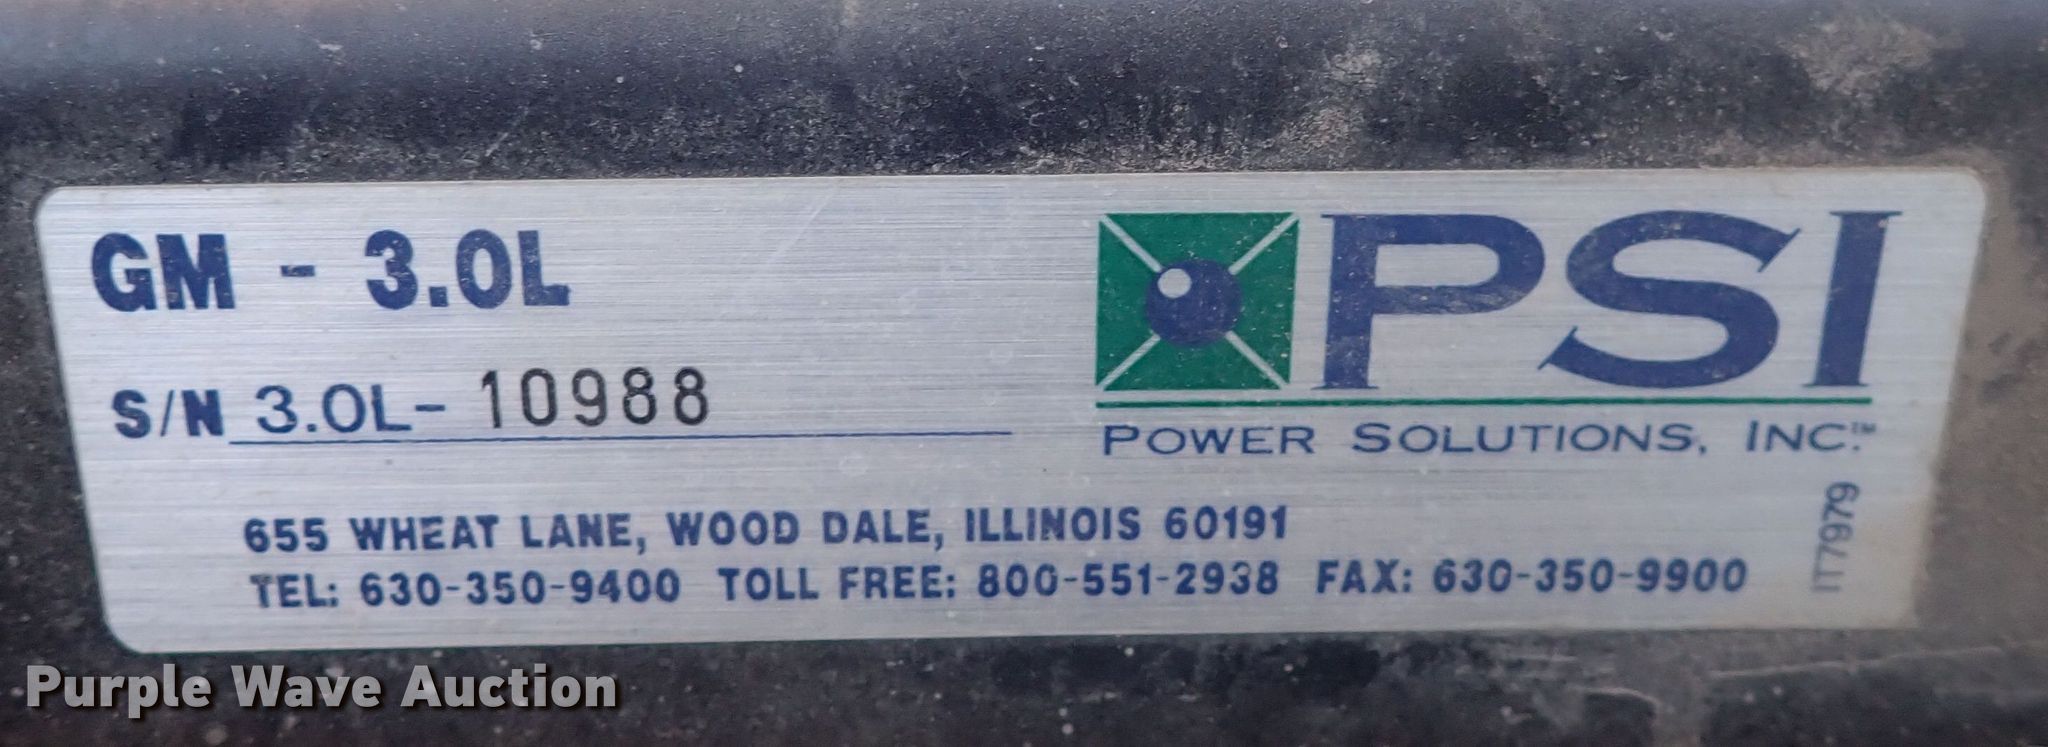 GM - 3.0L
S/N 3.0L- 10988
PSI
POWER SOLUTIONS, INC.™
655 WHEAT LANE, WOOD DALE, ILLINOIS 60191
TEL: 630-350-9400 TOLL FREE: 800-551-2938 FAX: 630-350-9900
IT7979
Purple Wave Auction